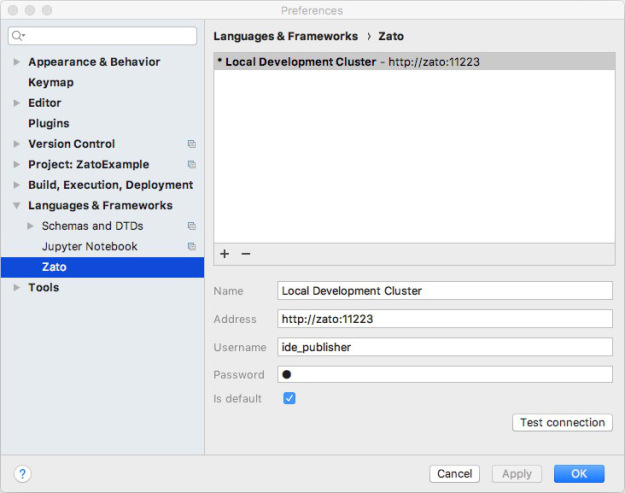 Preferences
Languages & Frameworks › Zato
Appearance & Behavior
Keymap
Editor
Plugins
Version Control
Project: ZatoExample
Build, Execution, Deployment
Languages & Frameworks
Schemas and DTDs
Jupyter Notebook
Zato
Tools
* Local Development Cluster - http://zato:11223
+ −
Name Local Development Cluster
Address http://zato:11223
Username ide_publisher
Password ●
Is default
Test connection
? Cancel Apply OK